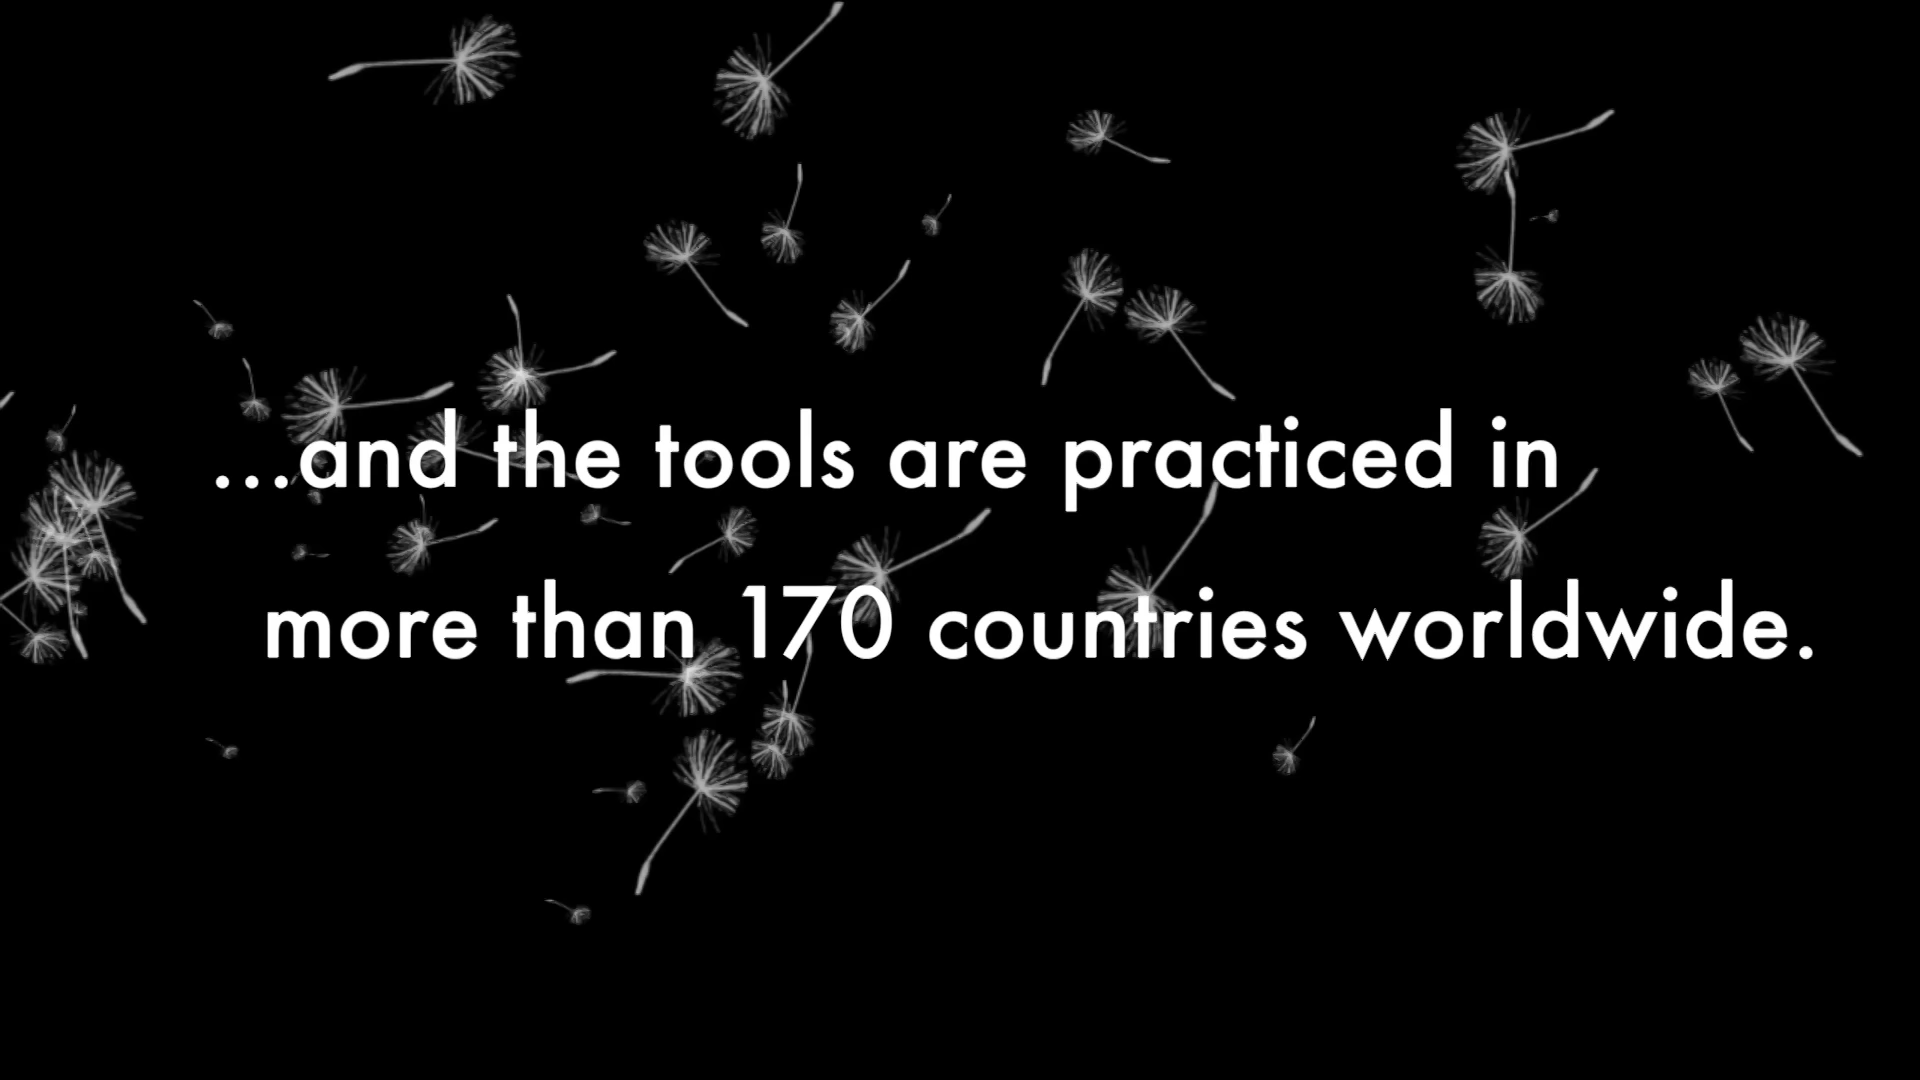 ...and the tools are practiced in
more than 170 countries worldwide.